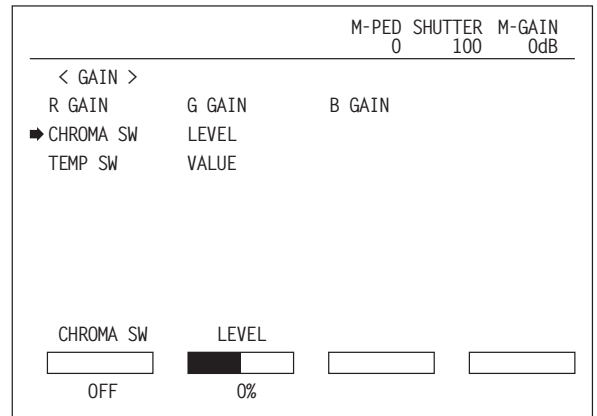 M-PED SHUTTER M-GAIN
0 100 0dB
< GAIN >
R GAIN G GAIN B GAIN
CHROMA SW LEVEL
TEMP SW VALUE
CHROMA SW LEVEL
OFF 0%